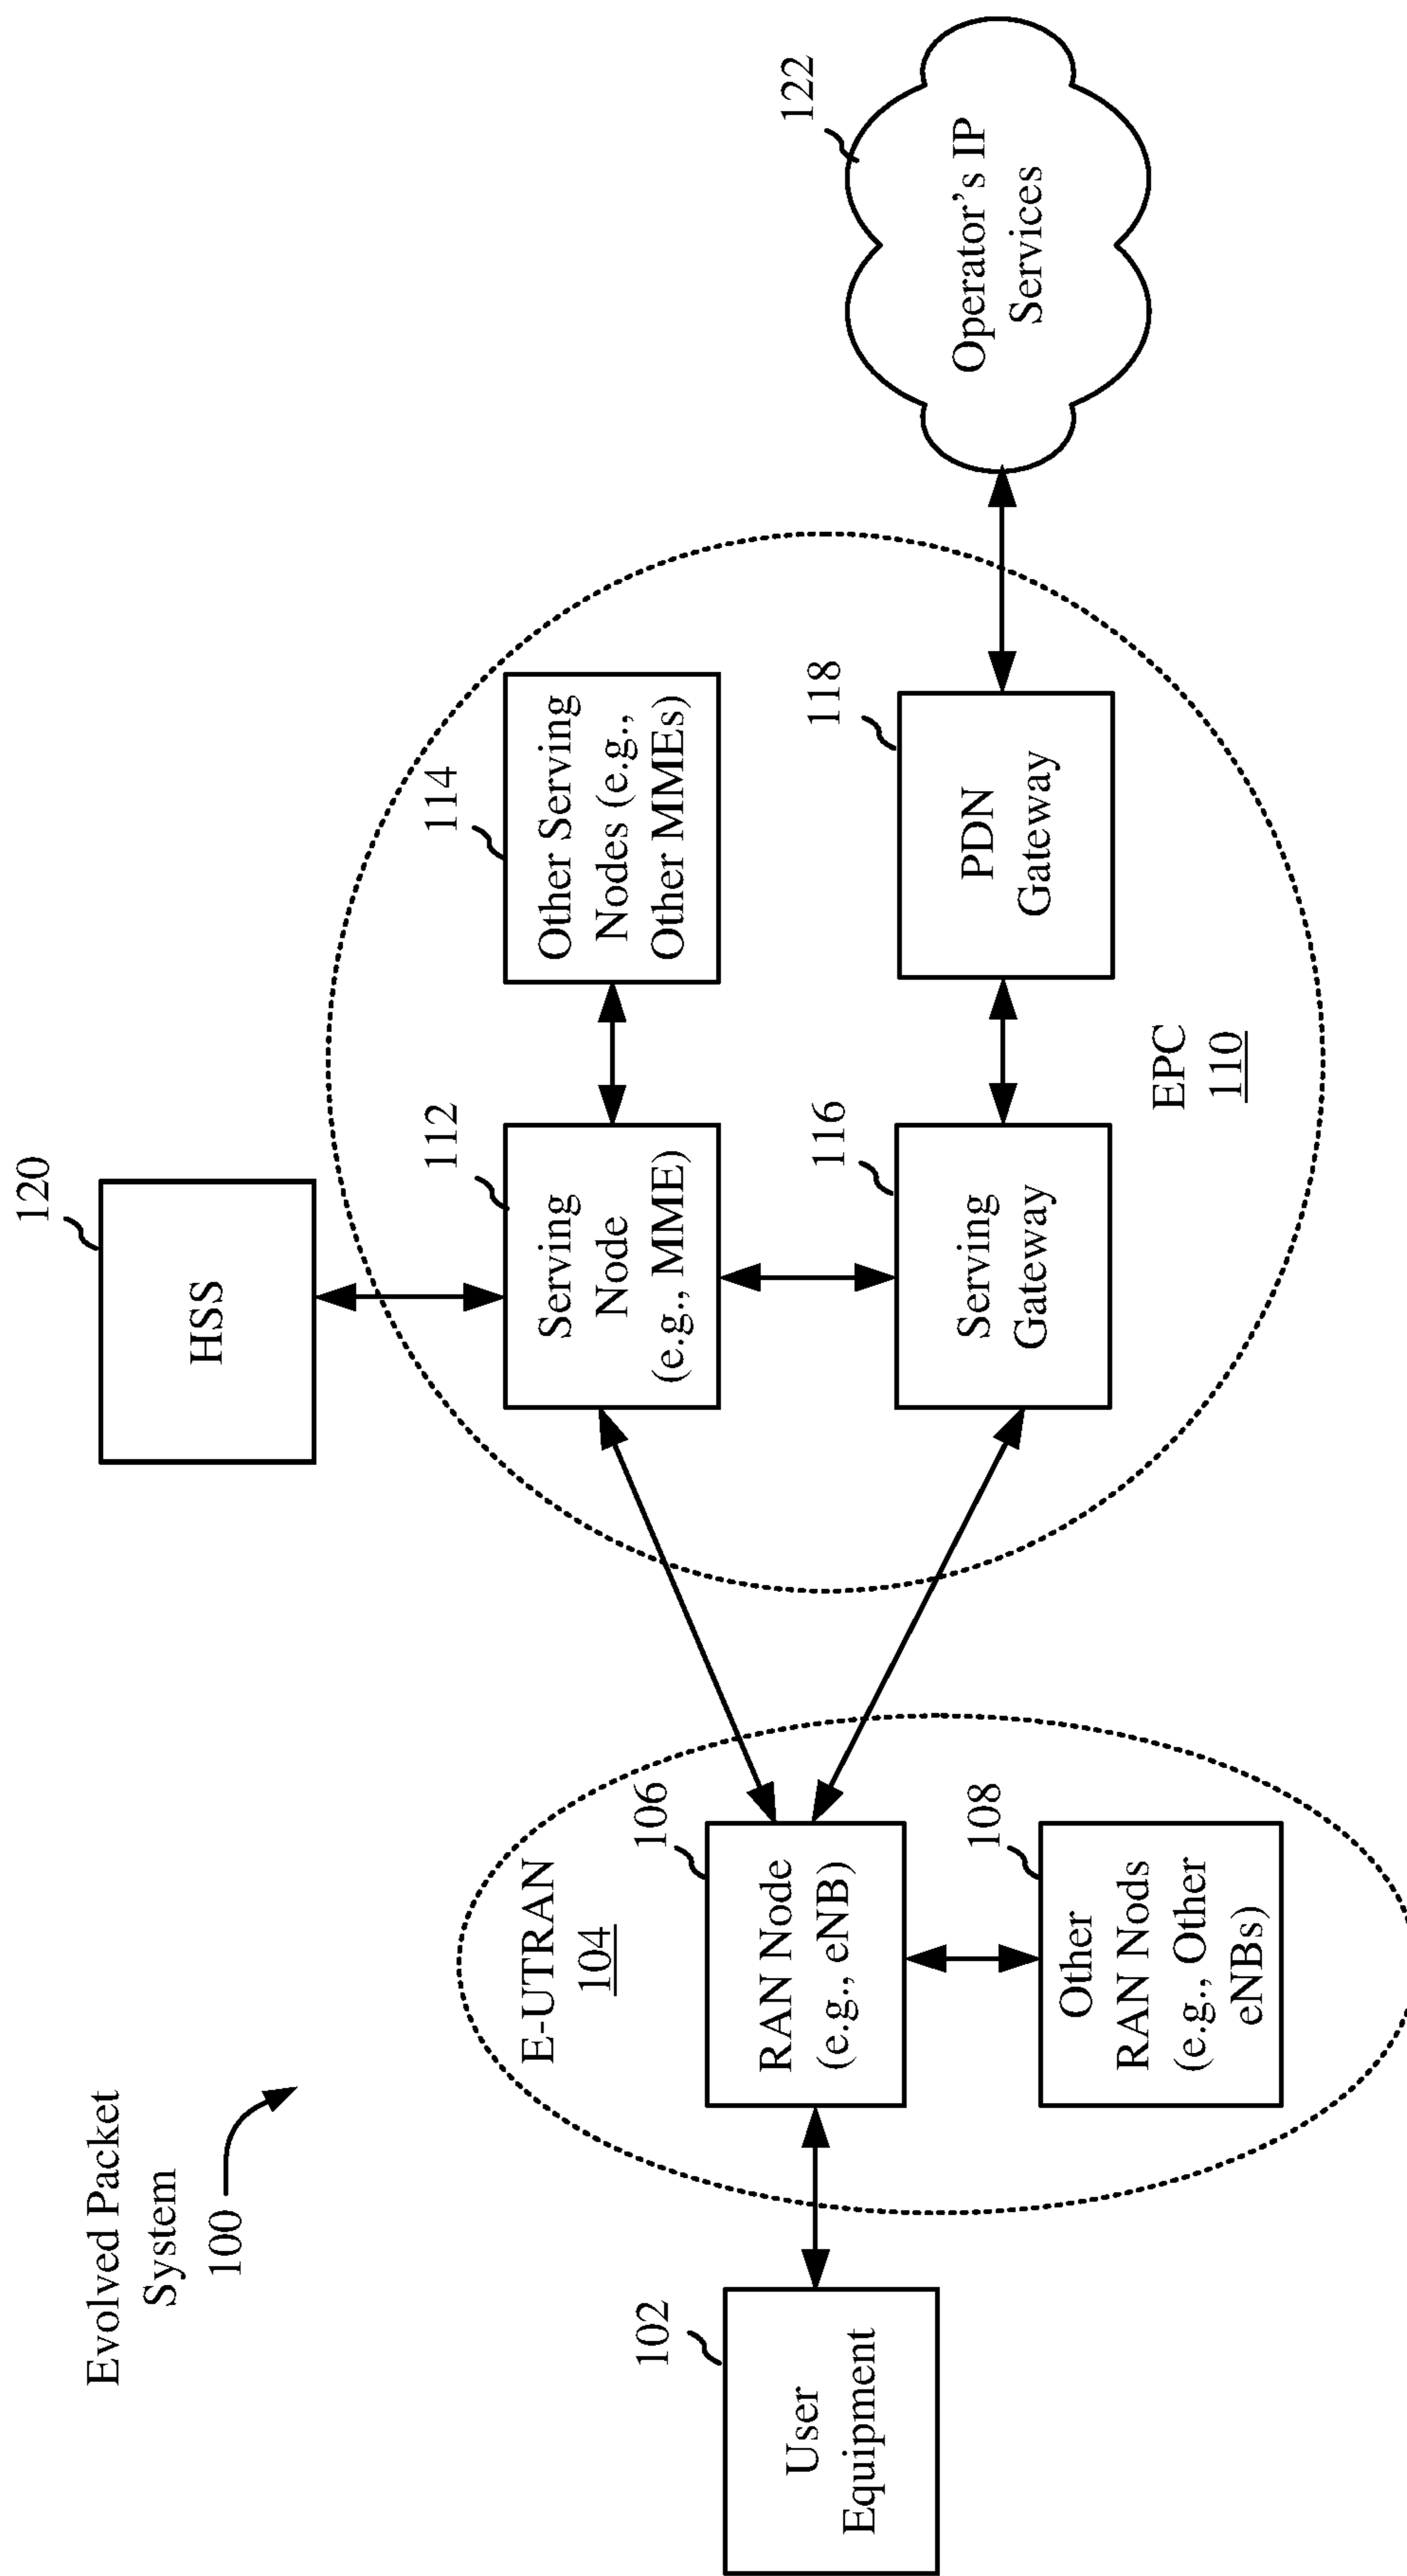 Evolved Packet
System
100
120
HSS
E-UTRAN
104
112
Serving
Node
(e.g., MME)
114
Other Serving
Nodes (e.g.,
Other MMEs)
102
User
Equipment
106
RAN Node
(e.g., eNB)
108
Other
RAN Nods
(e.g., Other
eNBs)
116
Serving
Gateway
118
PDN
Gateway
EPC
110
122
Operator's IP
Services